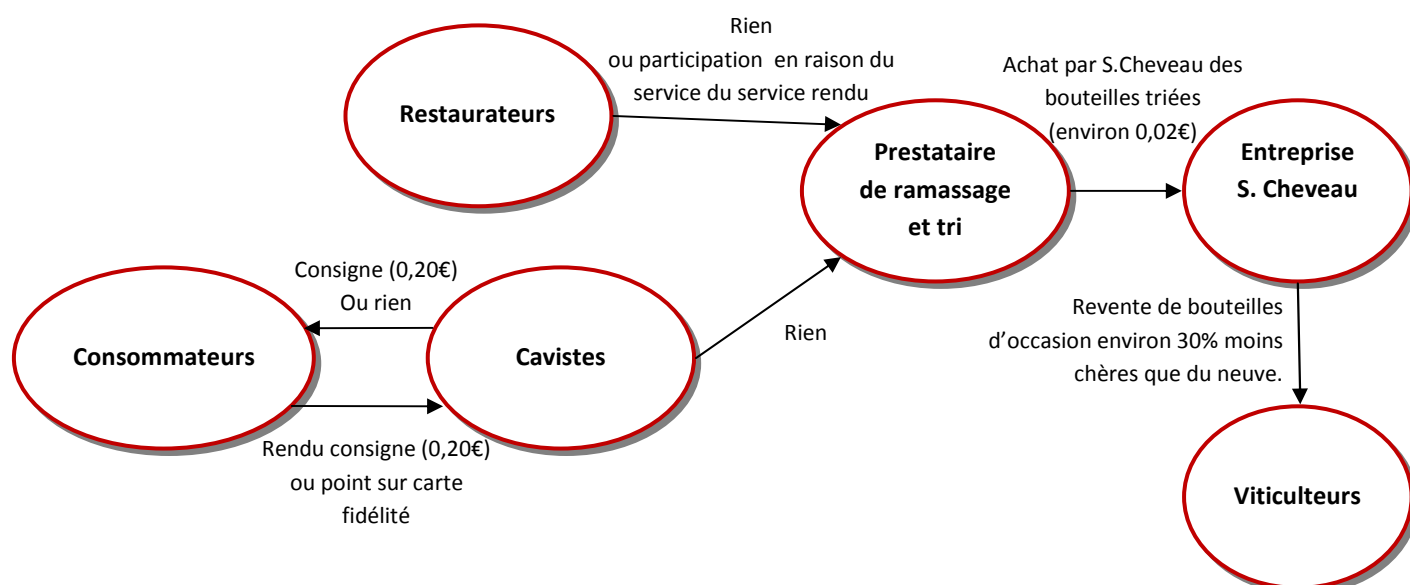 Rien
ou participation en raison du
service du service rendu
Achat par S.Cheveau des
bouteilles triées
(environ 0,02€)
Restaurateurs
Prestataire
de ramassage
et tri
Entreprise
S. Cheveau
Consigne (0,20€)
Ou rien
Rien
Revente de bouteilles
d’occasion environ 30% moins
chères que du neuve.
Consommateurs
Cavistes
Rendu consigne (0,20€)
ou point sur carte
fidélité
Viticulteurs